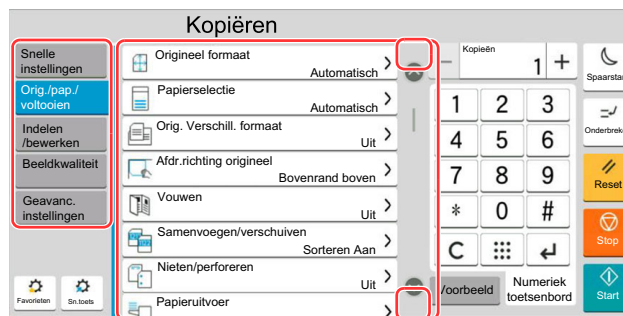 Kopiëren
Snelle
instellingen
Orig./pap./
voltooien
Indelen
/bewerken
Beeldkwaliteit
Geavanc.
instellingen
Favorieten
Sn.toets
Origineel formaat
Automatisch
Papierselectie
Automatisch
Orig. Verschill. formaat
Uit
Afdr.richting origineel
Bovenrand boven
Vouwen
Uit
Samenvoegen/verschuiven
Sorteren Aan
Nieten/perforeren
Uit
Papieruitvoer
Kopieën
− 1 +
1 2 3
4 5 6
7 8 9
* 0 #
C
Voorbeeld
Numeriek
toetsenbord
Reset
Stop
Start